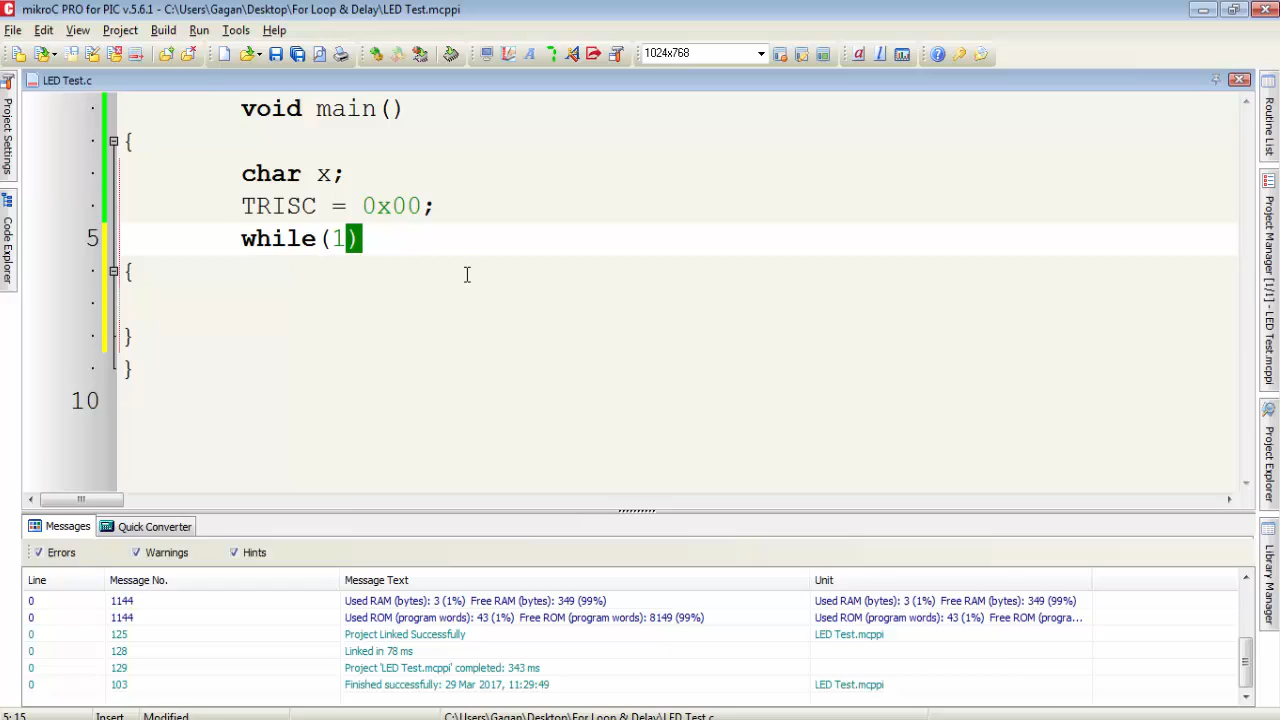 mikroC PRO for PIC v.5.6.1 - C:\Users\Gagan\Desktop\For Loop & Delay\LED Test.mcppi
File Edit View Project Build Run Tools Help
1024x768
LED Test.c
void main()
{
char x;
TRISC = 0x00;
5 while(1)
{
}
}
10
Project Settings
Code Explorer
Routine List
Project Manager [1/1] - LED Test.mcppi
Project Explorer
Library Manager
Messages Quick Converter
Errors Warnings Hints
Line Message No. Message Text Unit
0 1144 Used RAM (bytes): 3 (1%) Free RAM (bytes): 349 (99%) Used RAM (bytes): 3 (1%) Free RAM (bytes): 349 (99%)
0 1144 Used ROM (program words): 43 (1%) Free ROM (program words): 8149 (99%) Used ROM (program words): 43 (1%) Free ROM (progra...
0 125 Project Linked Successfully LED Test.mcppi
0 128 Linked in 78 ms
0 129 Project 'LED Test.mcppi' completed: 343 ms
0 103 Finished successfully: 29 Mar 2017, 11:29:49 LED Test.mcppi
5:15 Insert Modified C:\Users\Gagan\Desktop\For Loop & Delay\LED Test.c